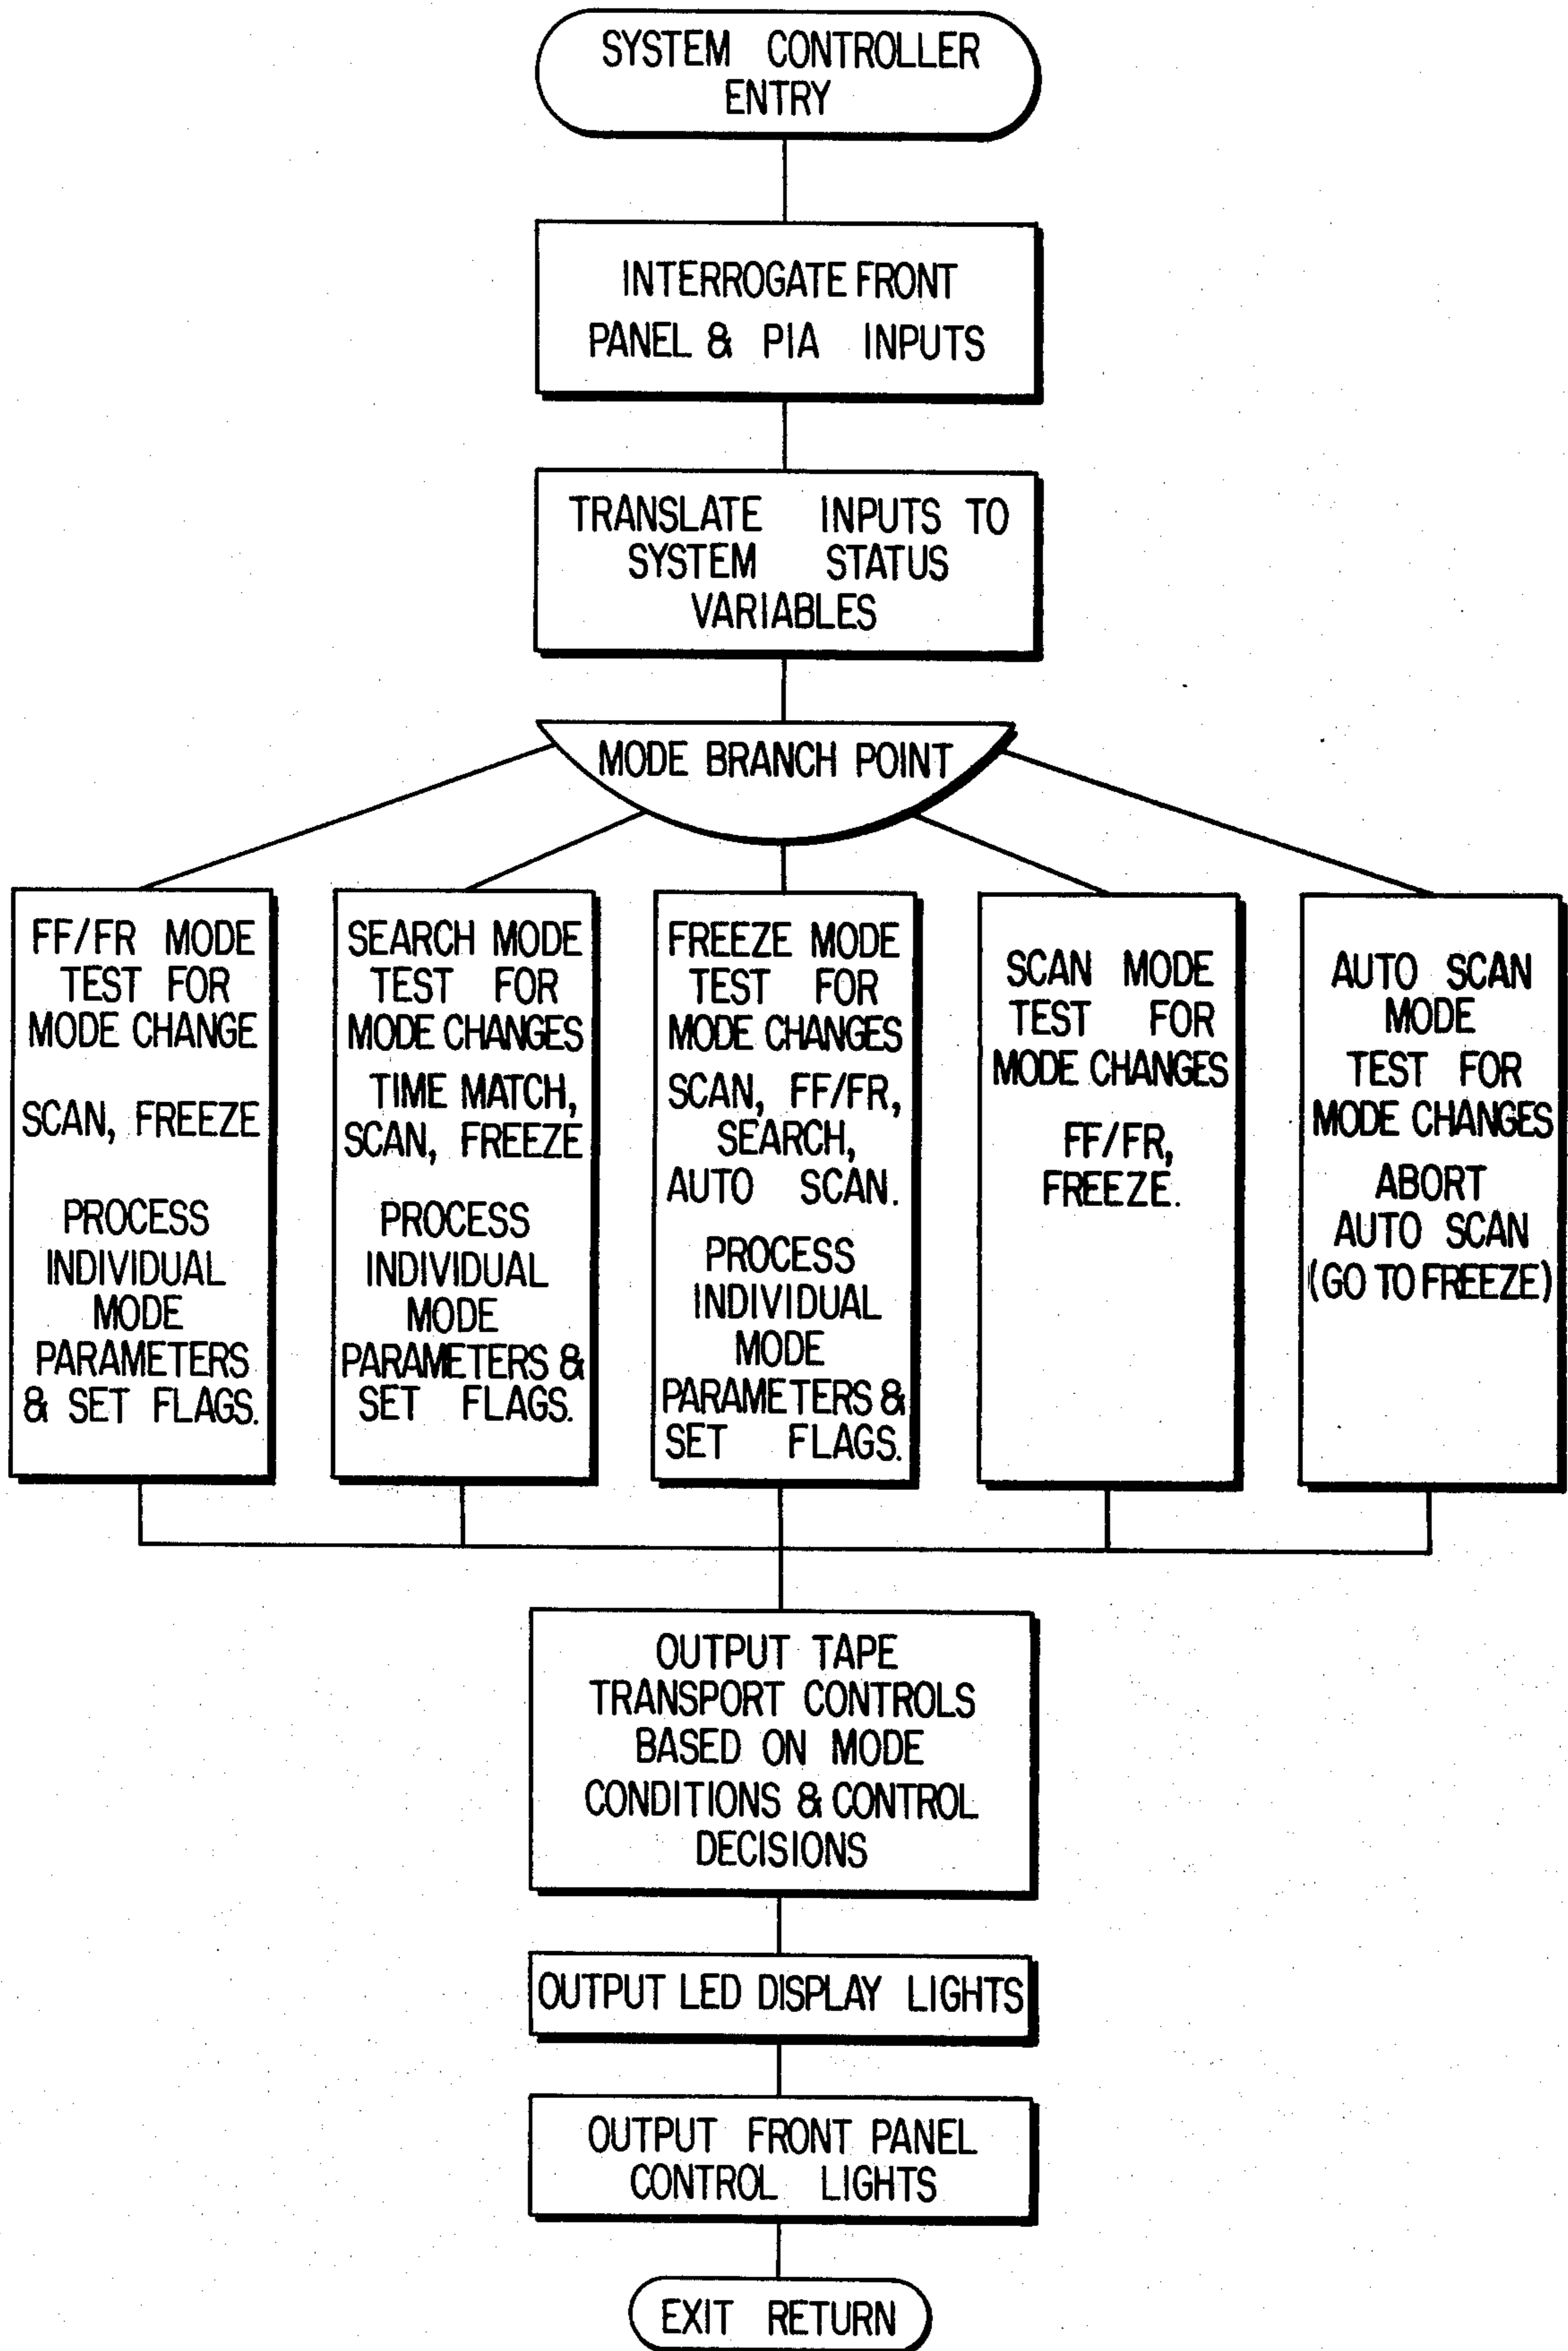 SYSTEM CONTROLLER
ENTRY
INTERROGATE FRONT
PANEL & PIA INPUTS
TRANSLATE INPUTS TO
SYSTEM STATUS
VARIABLES
MODE BRANCH POINT
FF/FR MODE
TEST FOR
MODE CHANGE
SCAN, FREEZE
PROCESS
INDIVIDUAL
MODE
PARAMETERS
& SET FLAGS.
SEARCH MODE
TEST FOR
MODE CHANGES
TIME MATCH,
SCAN, FREEZE
PROCESS
INDIVIDUAL
MODE
PARAMETERS &
SET FLAGS.
FREEZE MODE
TEST FOR
MODE CHANGES
SCAN, FF/FR,
SEARCH,
AUTO SCAN.
PROCESS
INDIVIDUAL
MODE
PARAMETERS &
SET FLAGS.
SCAN MODE
TEST FOR
MODE CHANGES
FF/FR,
FREEZE.
AUTO SCAN
MODE
TEST FOR
MODE CHANGES
ABORT
AUTO SCAN
(GO TO FREEZE)
OUTPUT TAPE
TRANSPORT CONTROLS
BASED ON MODE
CONDITIONS & CONTROL
DECISIONS
OUTPUT LED DISPLAY LIGHTS
OUTPUT FRONT PANEL
CONTROL LIGHTS
EXIT RETURN